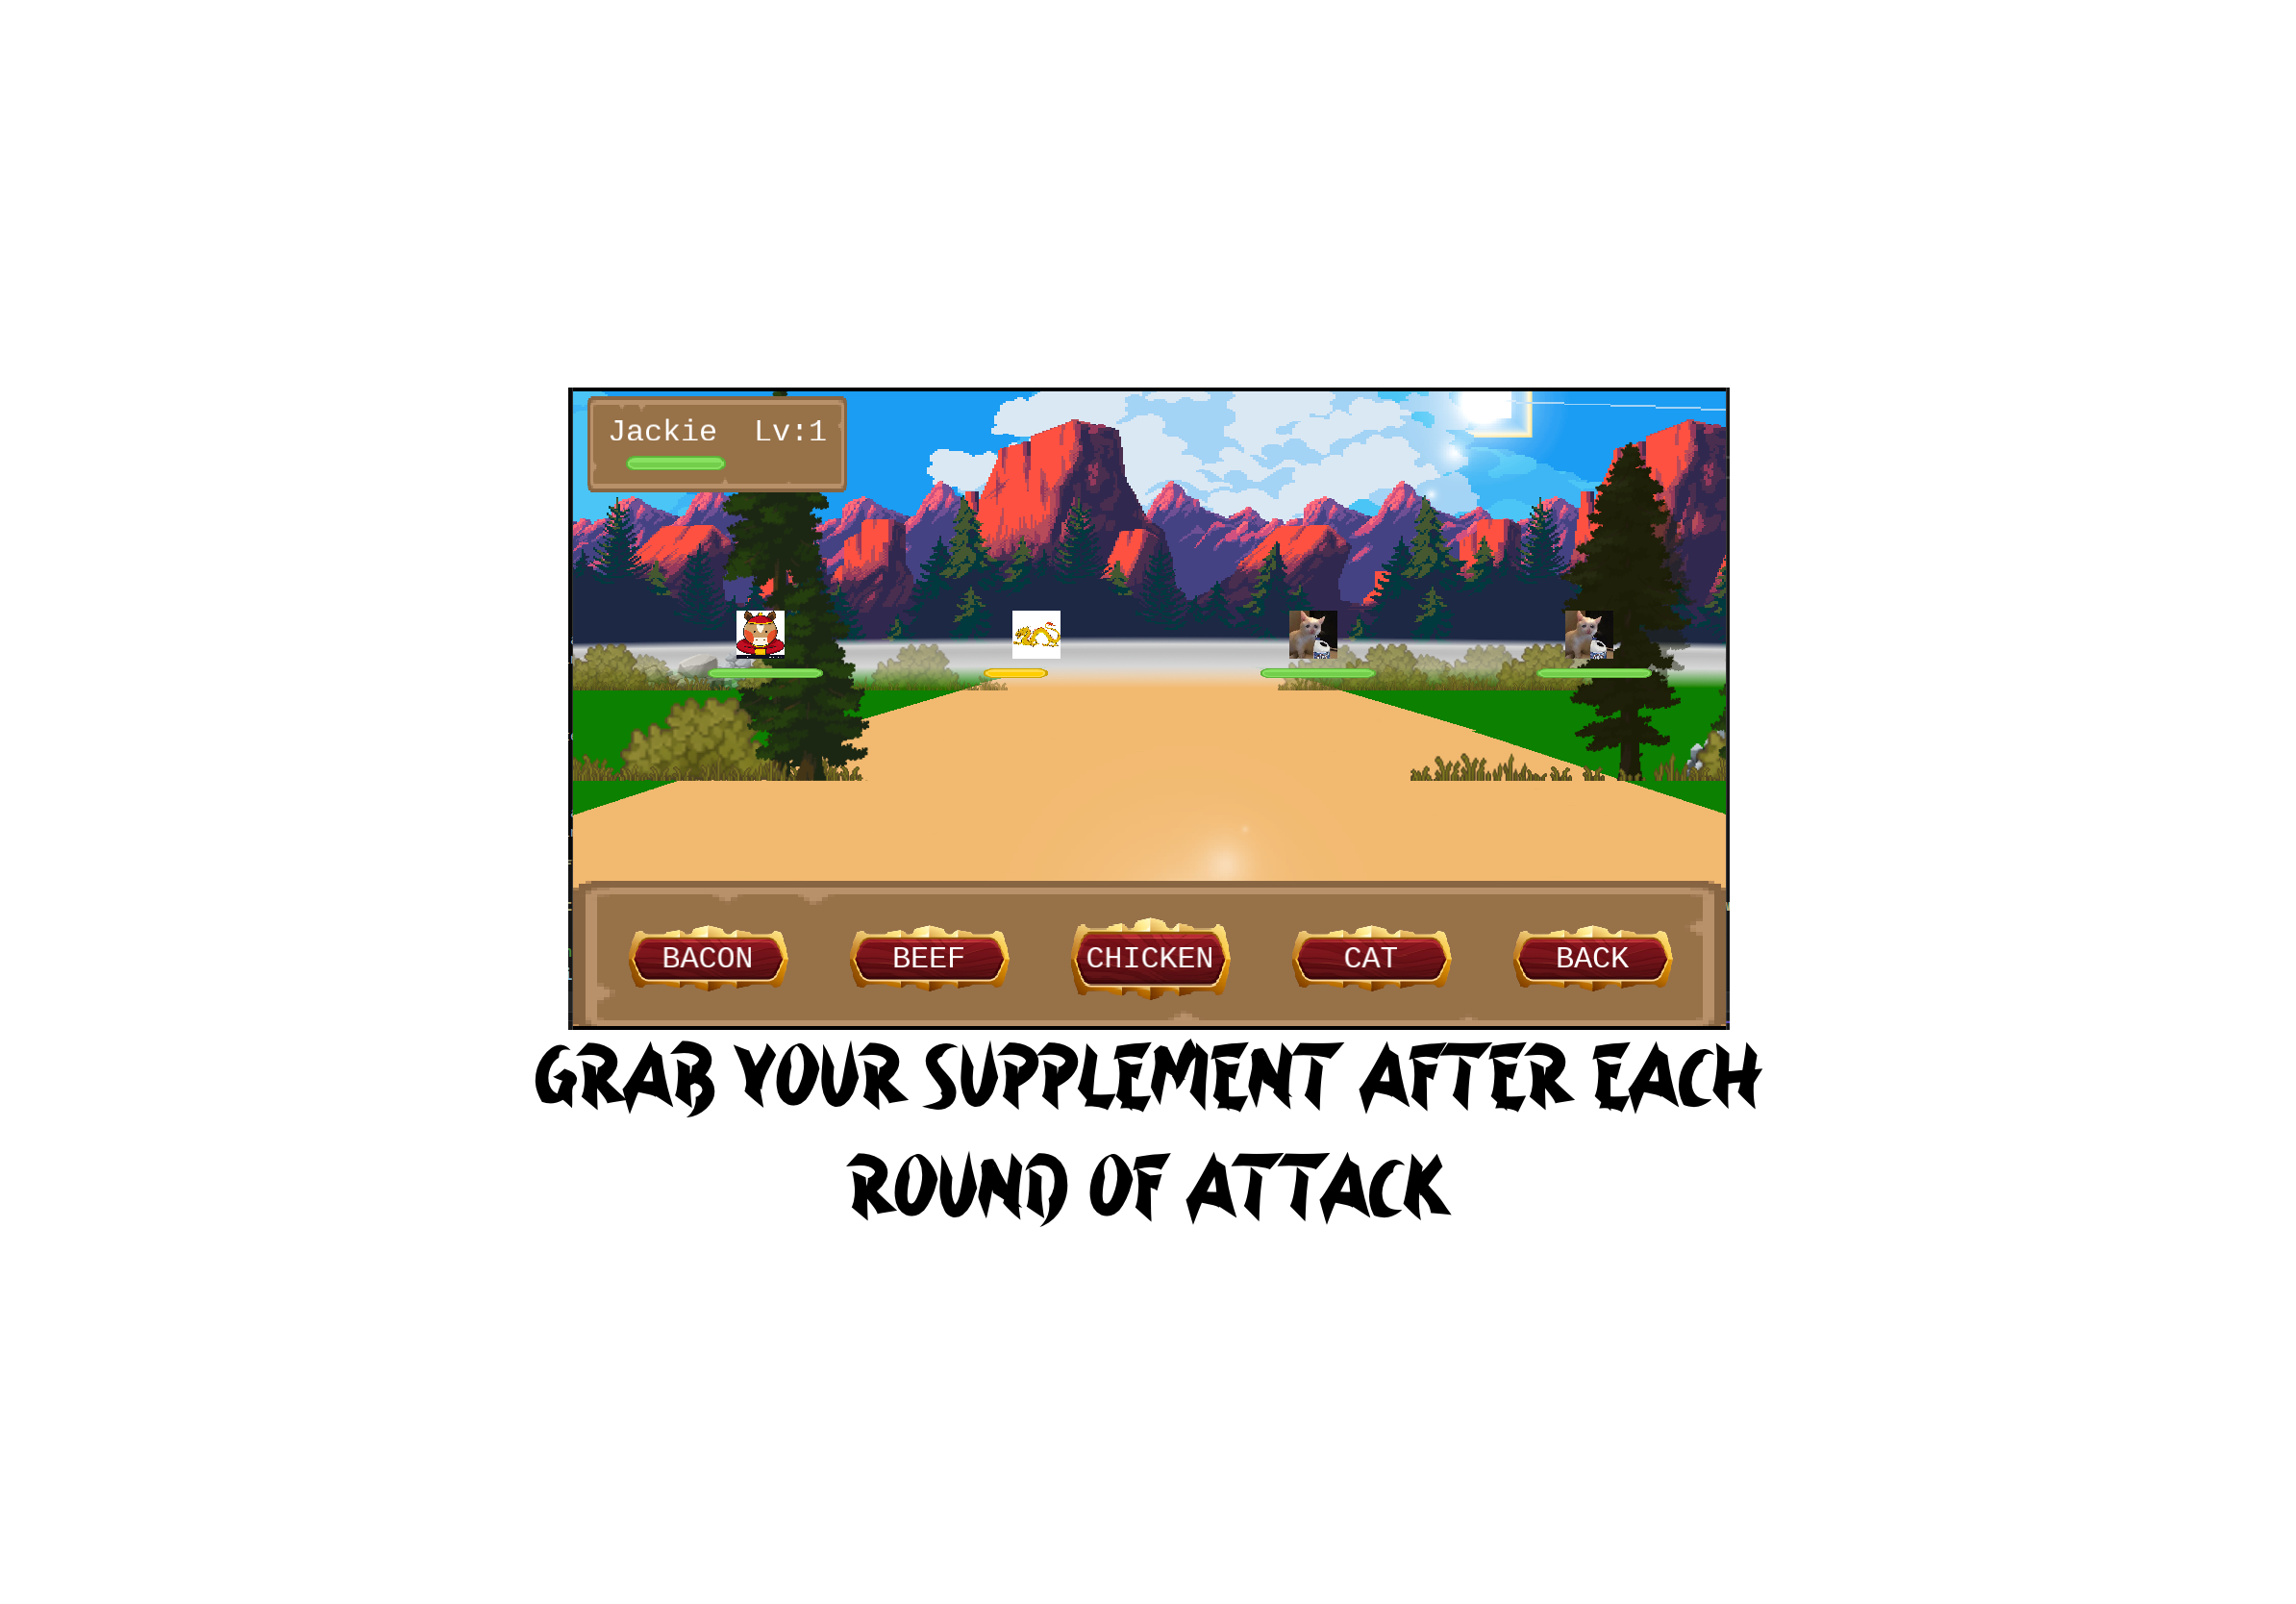 Jackie Lv:1
BACON BEEF CHICKEN CAT BACK
GRAB YOUR SUPPLEMENT AFTER EACH
ROUND OF ATTACK